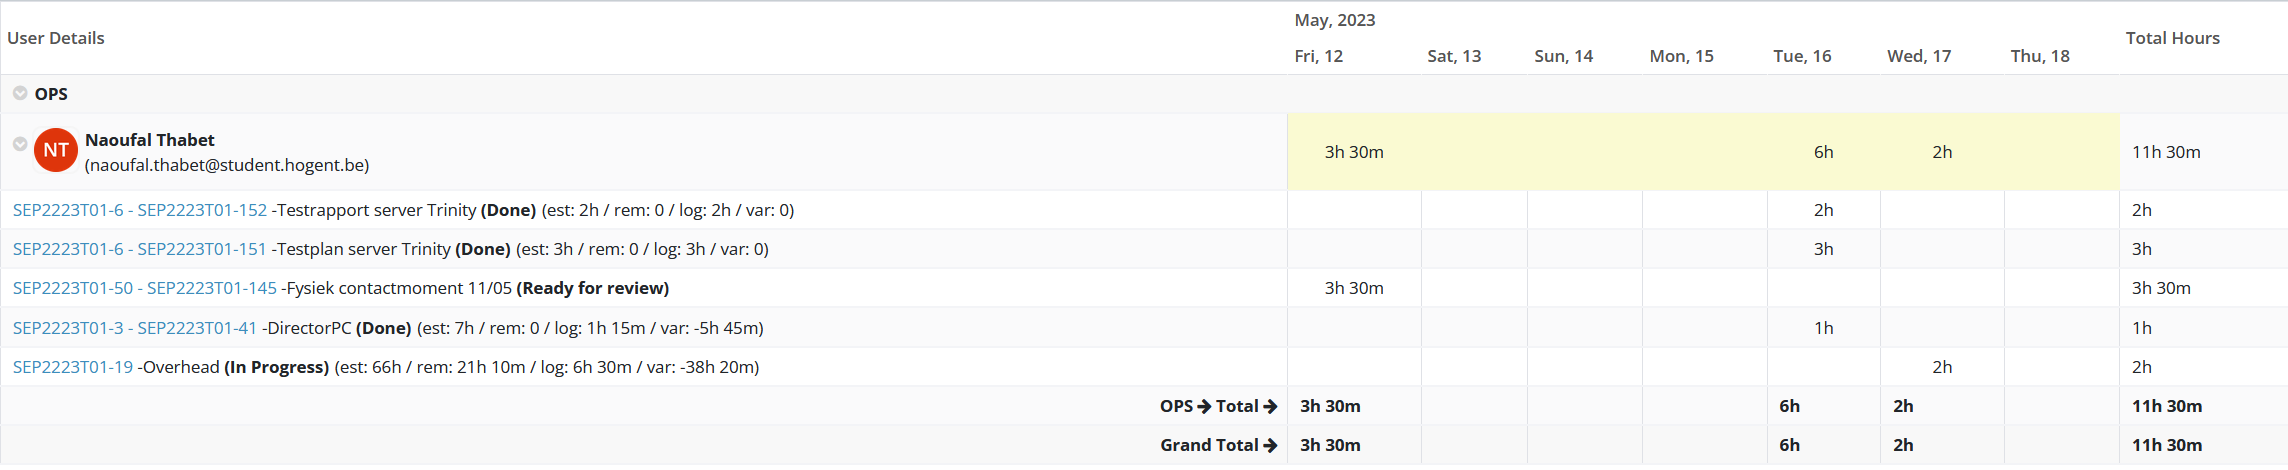 User Details May, 2023 Total Hours
Fri, 12 Sat, 13 Sun, 14 Mon, 15 Tue, 16 Wed, 17 Thu, 18
OPS
NT Naoufal Thabet
(naoufal.thabet@student.hogent.be) 3h 30m 6h 2h 11h 30m
SEP2223T01-6 - SEP2223T01-152 -Testrapport server Trinity (Done) (est: 2h / rem: 0 / log: 2h / var: 0) 2h 2h
SEP2223T01-6 - SEP2223T01-151 -Testplan server Trinity (Done) (est: 3h / rem: 0 / log: 3h / var: 0) 3h 3h
SEP2223T01-50 - SEP2223T01-145 -Fysiek contactmoment 11/05 (Ready for review) 3h 30m 3h 30m
SEP2223T01-3 - SEP2223T01-41 -DirectorPC (Done) (est: 7h / rem: 0 / log: 1h 15m / var: -5h 45m) 1h 1h
SEP2223T01-19 -Overhead (In Progress) (est: 66h / rem: 21h 10m / log: 6h 30m / var: -38h 20m) 2h 2h
OPS → Total → 3h 30m 6h 2h 11h 30m
Grand Total → 3h 30m 6h 2h 11h 30m